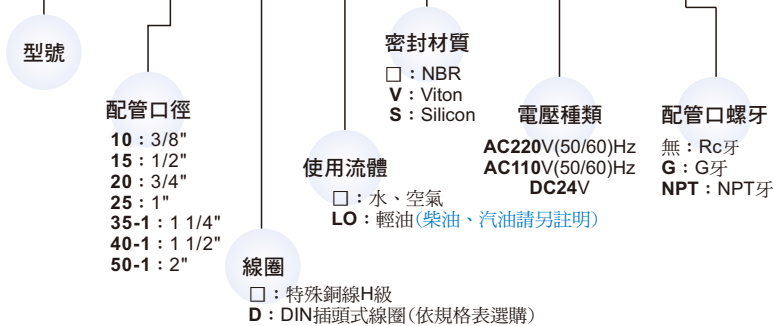 型號
配管口徑
10：3/8"
15：1/2"
20：3/4"
25：1"
35-1：1 1/4"
40-1：1 1/2"
50-1：2"
線圈
□：特殊銅線H級
D：DIN插頭式線圈(依規格表選購)
使用流體
□：水、空氣
LO：輕油(柴油、汽油請另註明)
密封材質
□：NBR
V：Viton
S：Silicon
電壓種類
AC220V(50/60)Hz
AC110V(50/60)Hz
DC24V
配管口螺牙
無：Rc牙
G：G牙
NPT：NPT牙